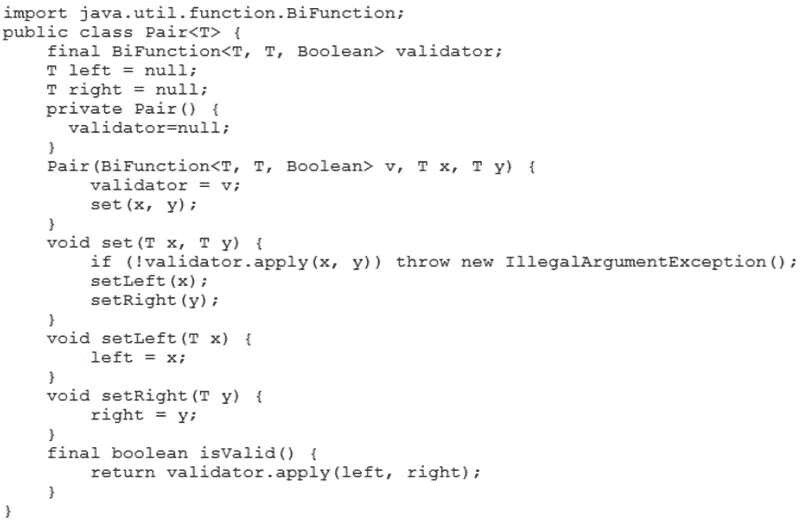 import java.util.function.BiFunction;
public class Pair<T> {
    final BiFunction<T, T, Boolean> validator;
    T left = null;
    T right = null;
    private Pair() {
      validator=null;
    }
    Pair(BiFunction<T, T, Boolean> v, T x, T y) {
        validator = v;
        set(x, y);
    }
    void set(T x, T y) {
        if (!validator.apply(x, y)) throw new IllegalArgumentException();
        setLeft(x);
        setRight(y);
    }
    void setLeft(T x) {
        left = x;
    }
    void setRight(T y) {
        right = y;
    }
    final boolean isValid() {
        return validator.apply(left, right);
    }
}